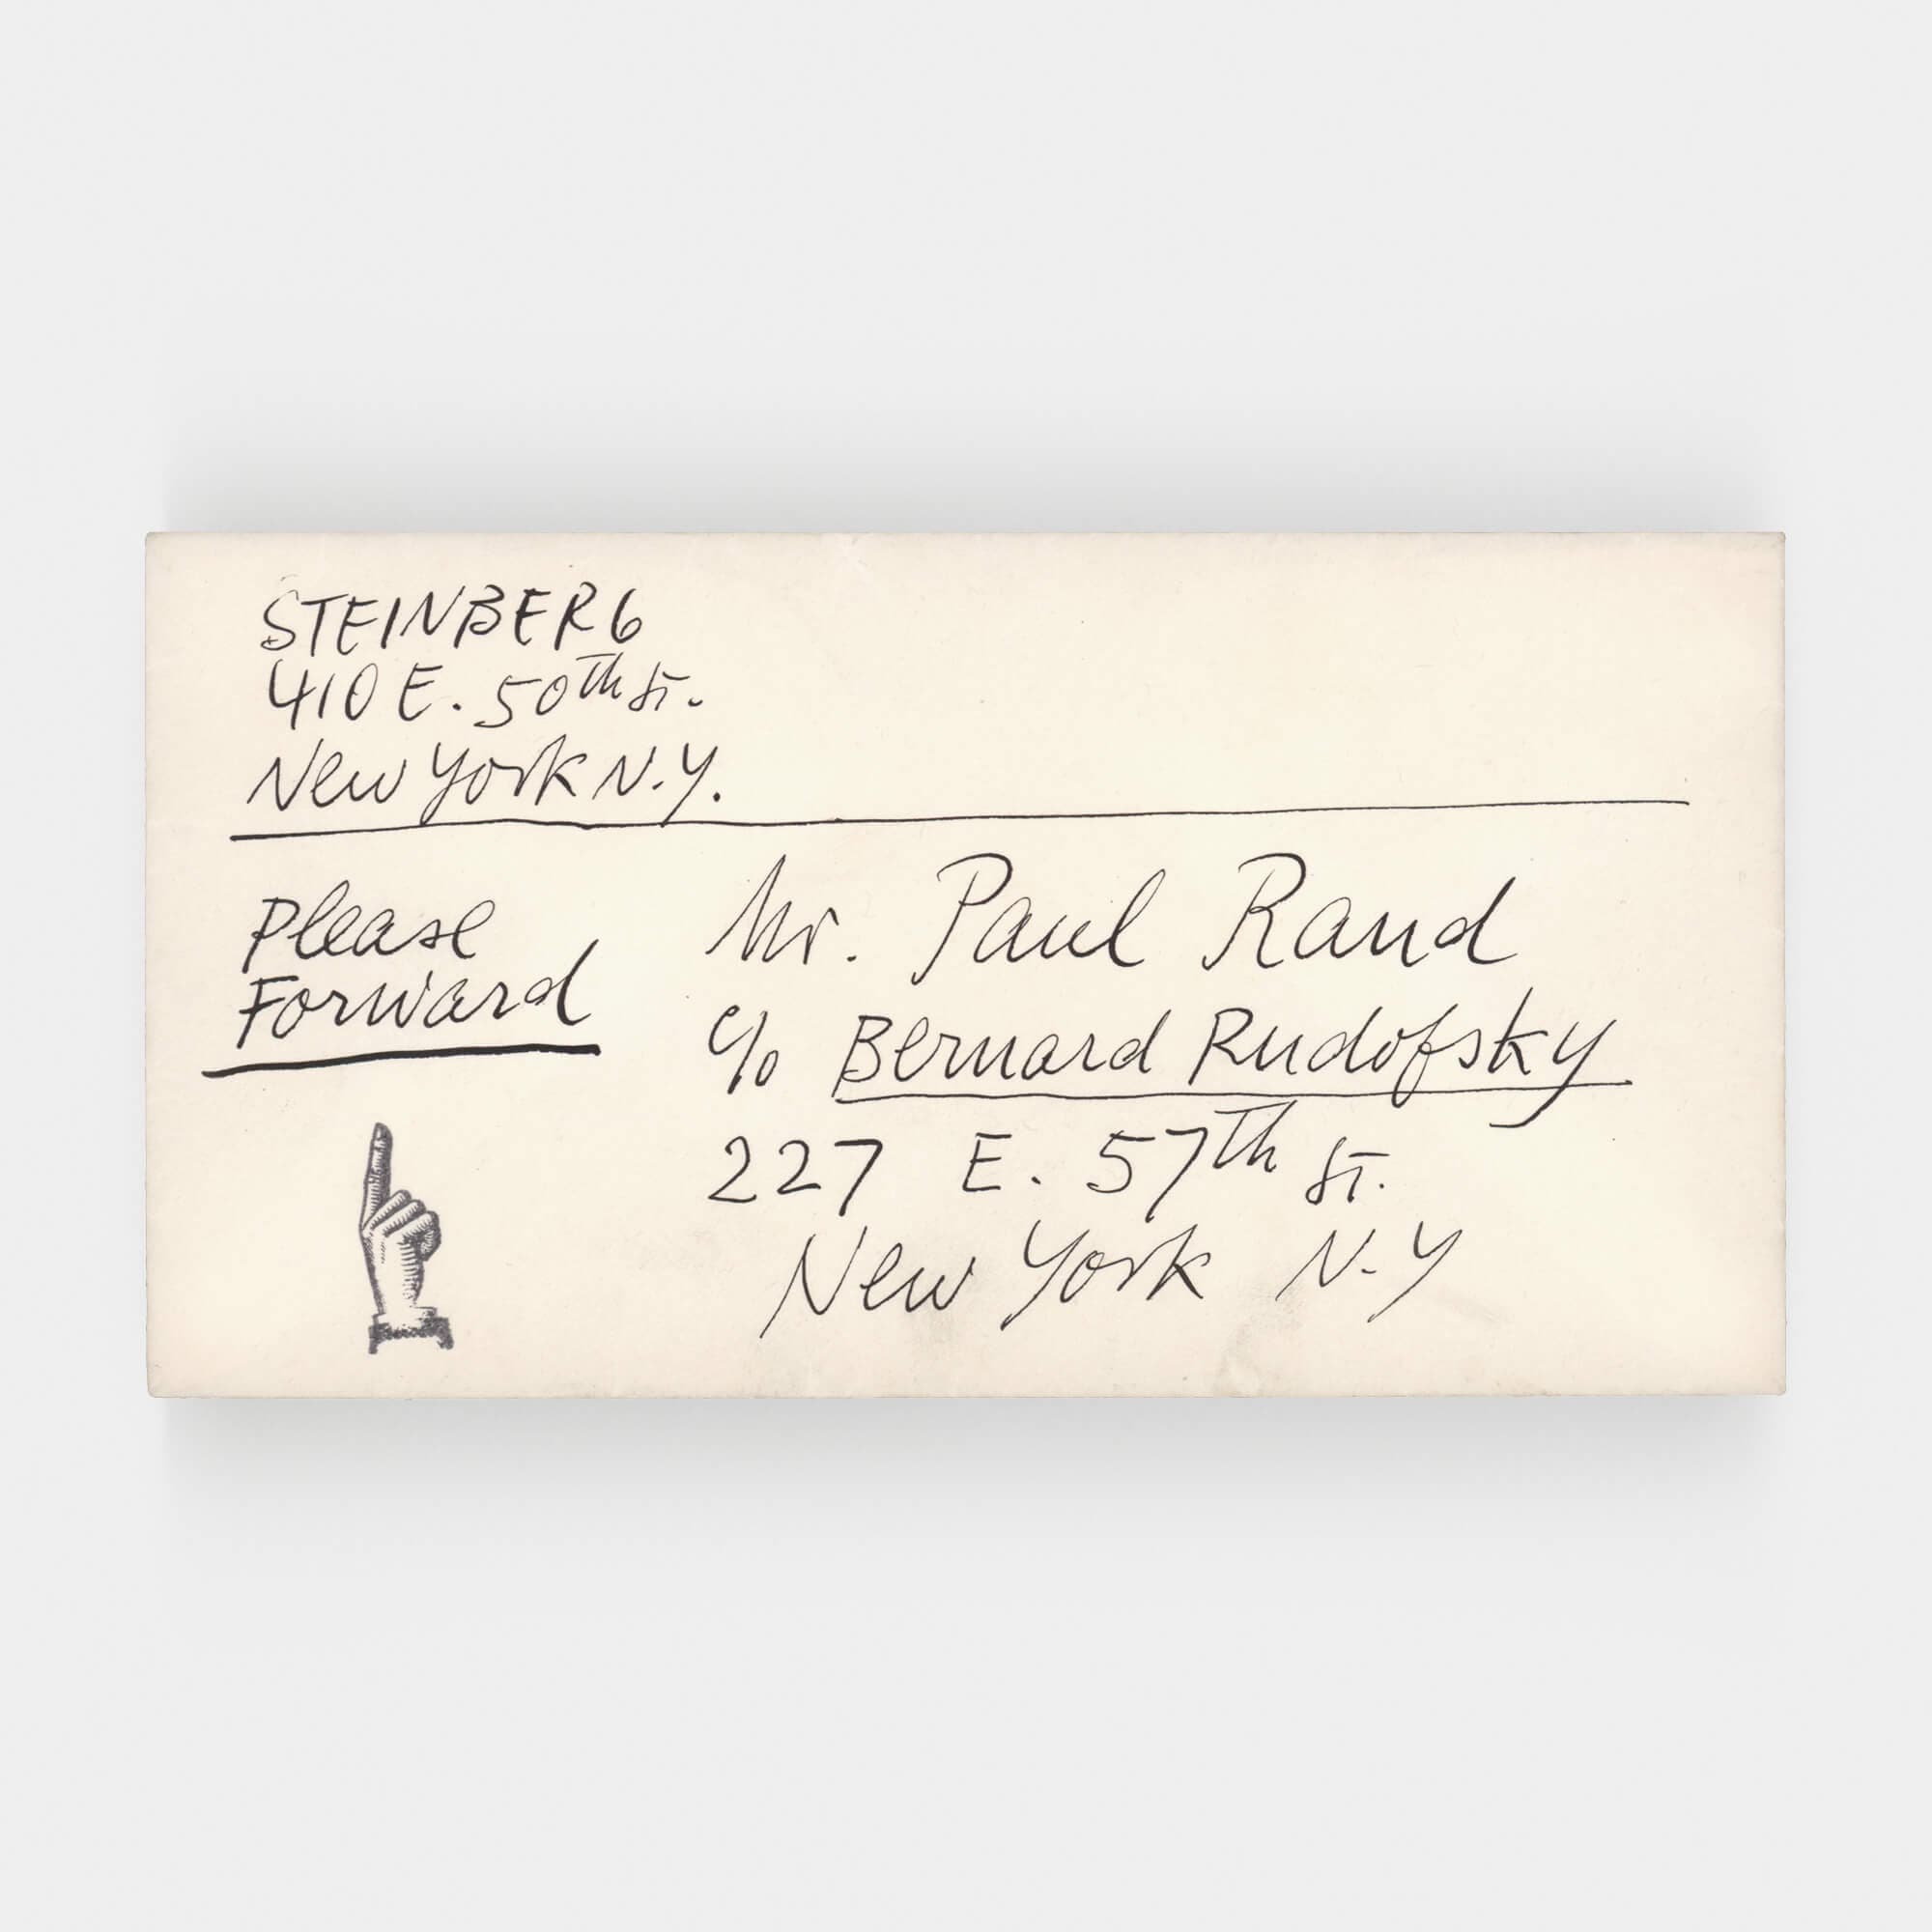 STEINBERG
410 E. 50th St.
New York N.Y.
Please
Forward
Mr. Paul Rand
c/o Bernard Rudofsky
227 E. 57th St.
New York N.Y